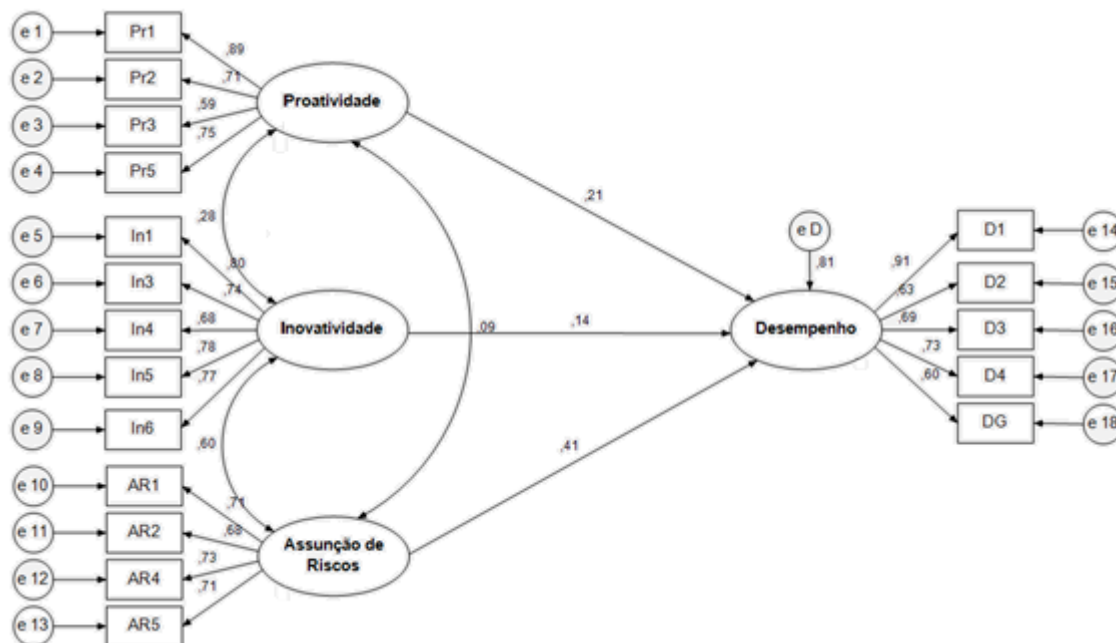 e 1
Pr1
,89
e 2
Pr2
,71
e 3
Pr3
,59
e 4
Pr5
,75
Proatividade
,21
,28
e 5
In1
,80
e 6
In3
,74
e 7
In4
,68
e 8
In5
,78
e 9
In6
,77
Inovatividade
,09
,14
,60
e 10
AR1
,71
e 11
AR2
,68
e 12
AR4
,73
e 13
AR5
,71
Assunção de
Riscos
,41
e D
,81
Desempenho
,91
D1
e 14
,63
D2
e 15
,69
D3
e 16
,73
D4
e 17
,60
DG
e 18